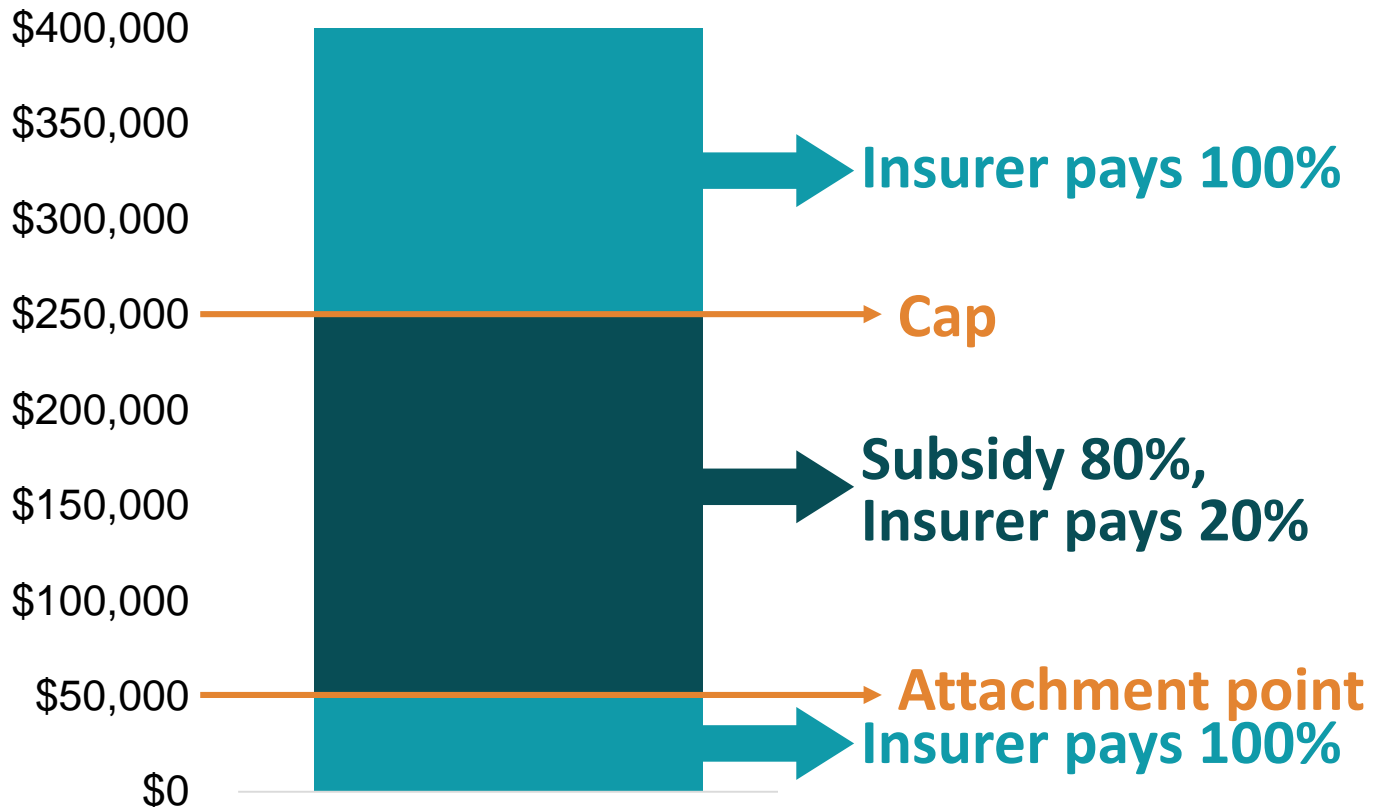 $400,000
$350,000
Insurer pays 100%
$300,000
$250,000
Cap
$200,000
Subsidy 80%,
Insurer pays 20%
$150,000
$100,000
$50,000
Attachment point
Insurer pays 100%
$0